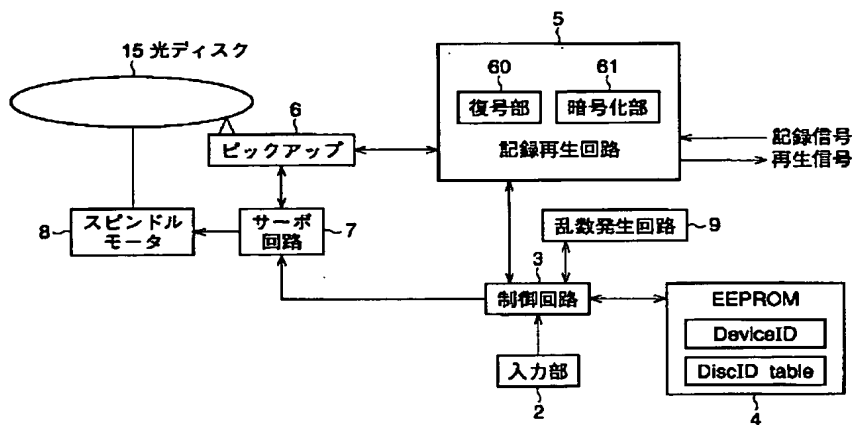 5
15 光ディスク
60
61
復号部
暗号化部
6
ピックアップ
記録再生回路
記録信号
再生信号
8
スピンドル
モータ
サーボ
回路
7
乱数発生回路
9
3
制御回路
EEPROM
DeviceID
DiscID table
入力部
2
4